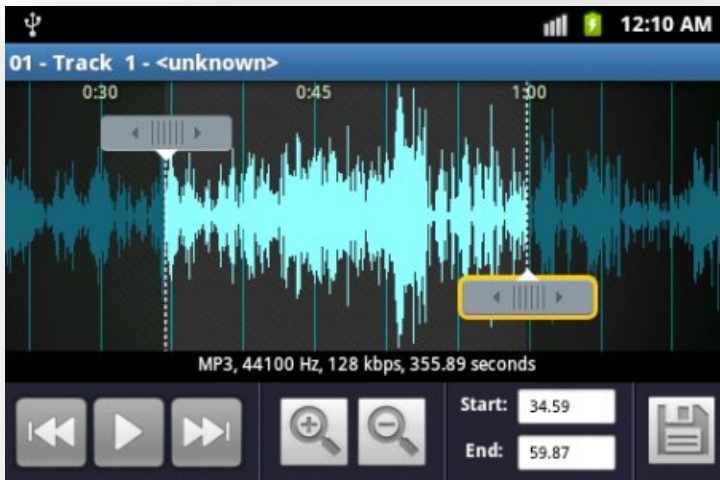 12:10 AM
01 - Track 1 - <unknown>
0:30 0:45 1:00
MP3, 44100 Hz, 128 kbps, 355.89 seconds
Start: 34.59
End: 59.87